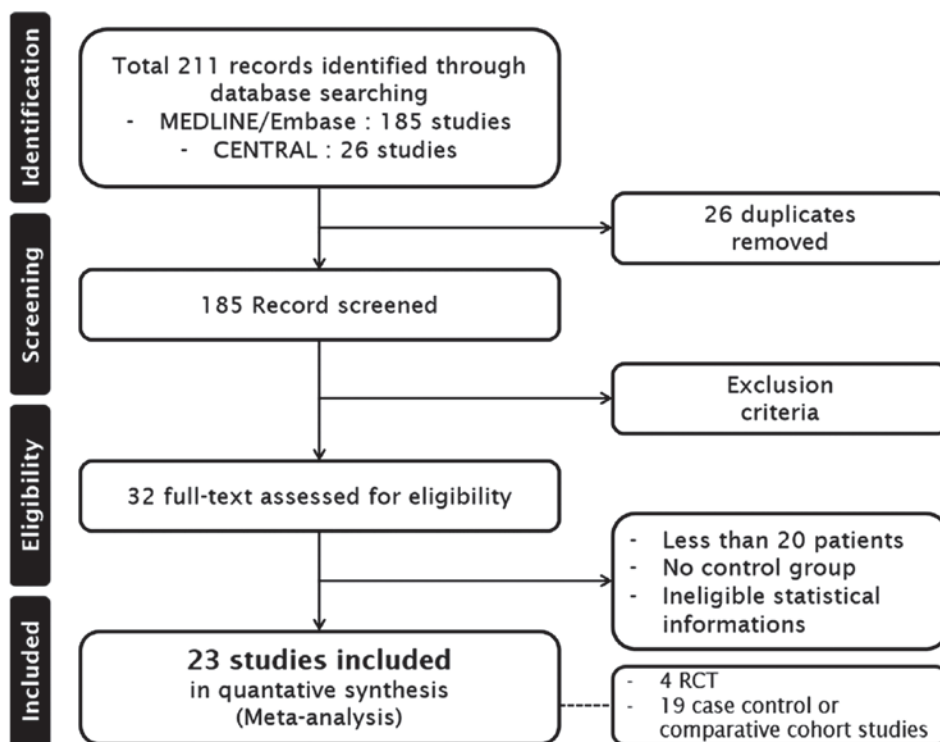 Identification
Total 211 records identified through
database searching
- MEDLINE/Embase : 185 studies
- CENTRAL : 26 studies
26 duplicates
removed
Screening
185 Record screened
Exclusion
criteria
Eligibility
32 full-text assessed for eligibility
- Less than 20 patients
- No control group
- Ineligible statistical
informations
Included
23 studies included
in quantative synthesis
(Meta-analysis)
- 4 RCT
- 19 case control or
comparative cohort studies